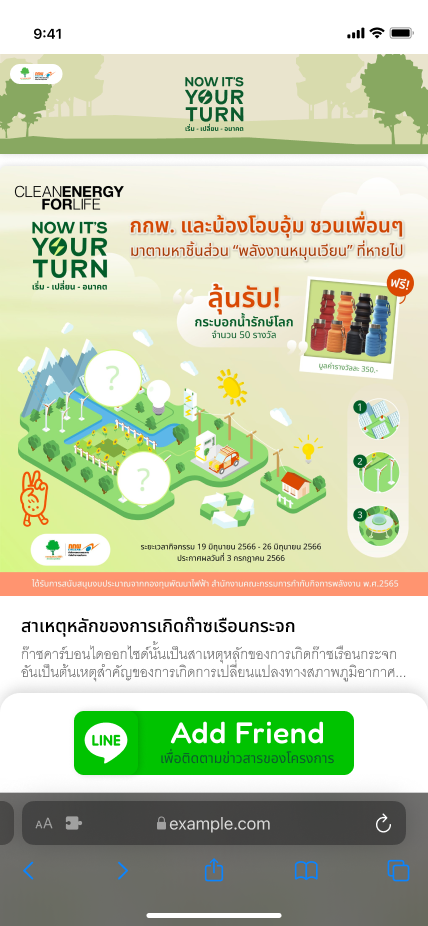 9:41
NOW IT'S
YOUR
TURN
เริ่ม - เปลี่ยน - อนาคต
CLEANENERGY
FORLIFE
NOW IT'S
YOUR
TURN
เริ่ม - เปลี่ยน - อนาคต
กกพ. และน้องโอบอุ้ม ชวนเพื่อนๆ
มาตามหาชิ้นส่วน “พลังงานหมุนเวียน” ที่หายไป
ฟรี!
ลุ้นรับ!
กระบอกน้ำรักษ์โลก
จำนวน 50 รางวัล
มูลค่ารางวัลละ 350.-
?
?
1
2
3
กกพ.
ระยะเวลากิจกรรม 19 มิถุนายน 2566 - 26 มิถุนายน 2566
ประกาศผลวันที่ 3 กรกฎาคม 2566
ได้รับการสนับสนุนงบประมาณจากกองทุนพัฒนาไฟฟ้า สำนักงานคณะกรรมการกำกับกิจการพลังงาน พ.ศ.2565
สาเหตุหลักของการเกิดก๊าซเรือนกระจก
ก๊าซคาร์บอนไดออกไซด์นั้นเป็นสาเหตุหลักของการเกิดก๊าซเรือนกระจก
อันเป็นต้นเหตุสำคัญของการเกิดการเปลี่ยนแปลงทางสภาพภูมิอากาศ...
LINE
Add Friend
เพื่อติดตามข่าวสารของโครงการ
AA
example.com